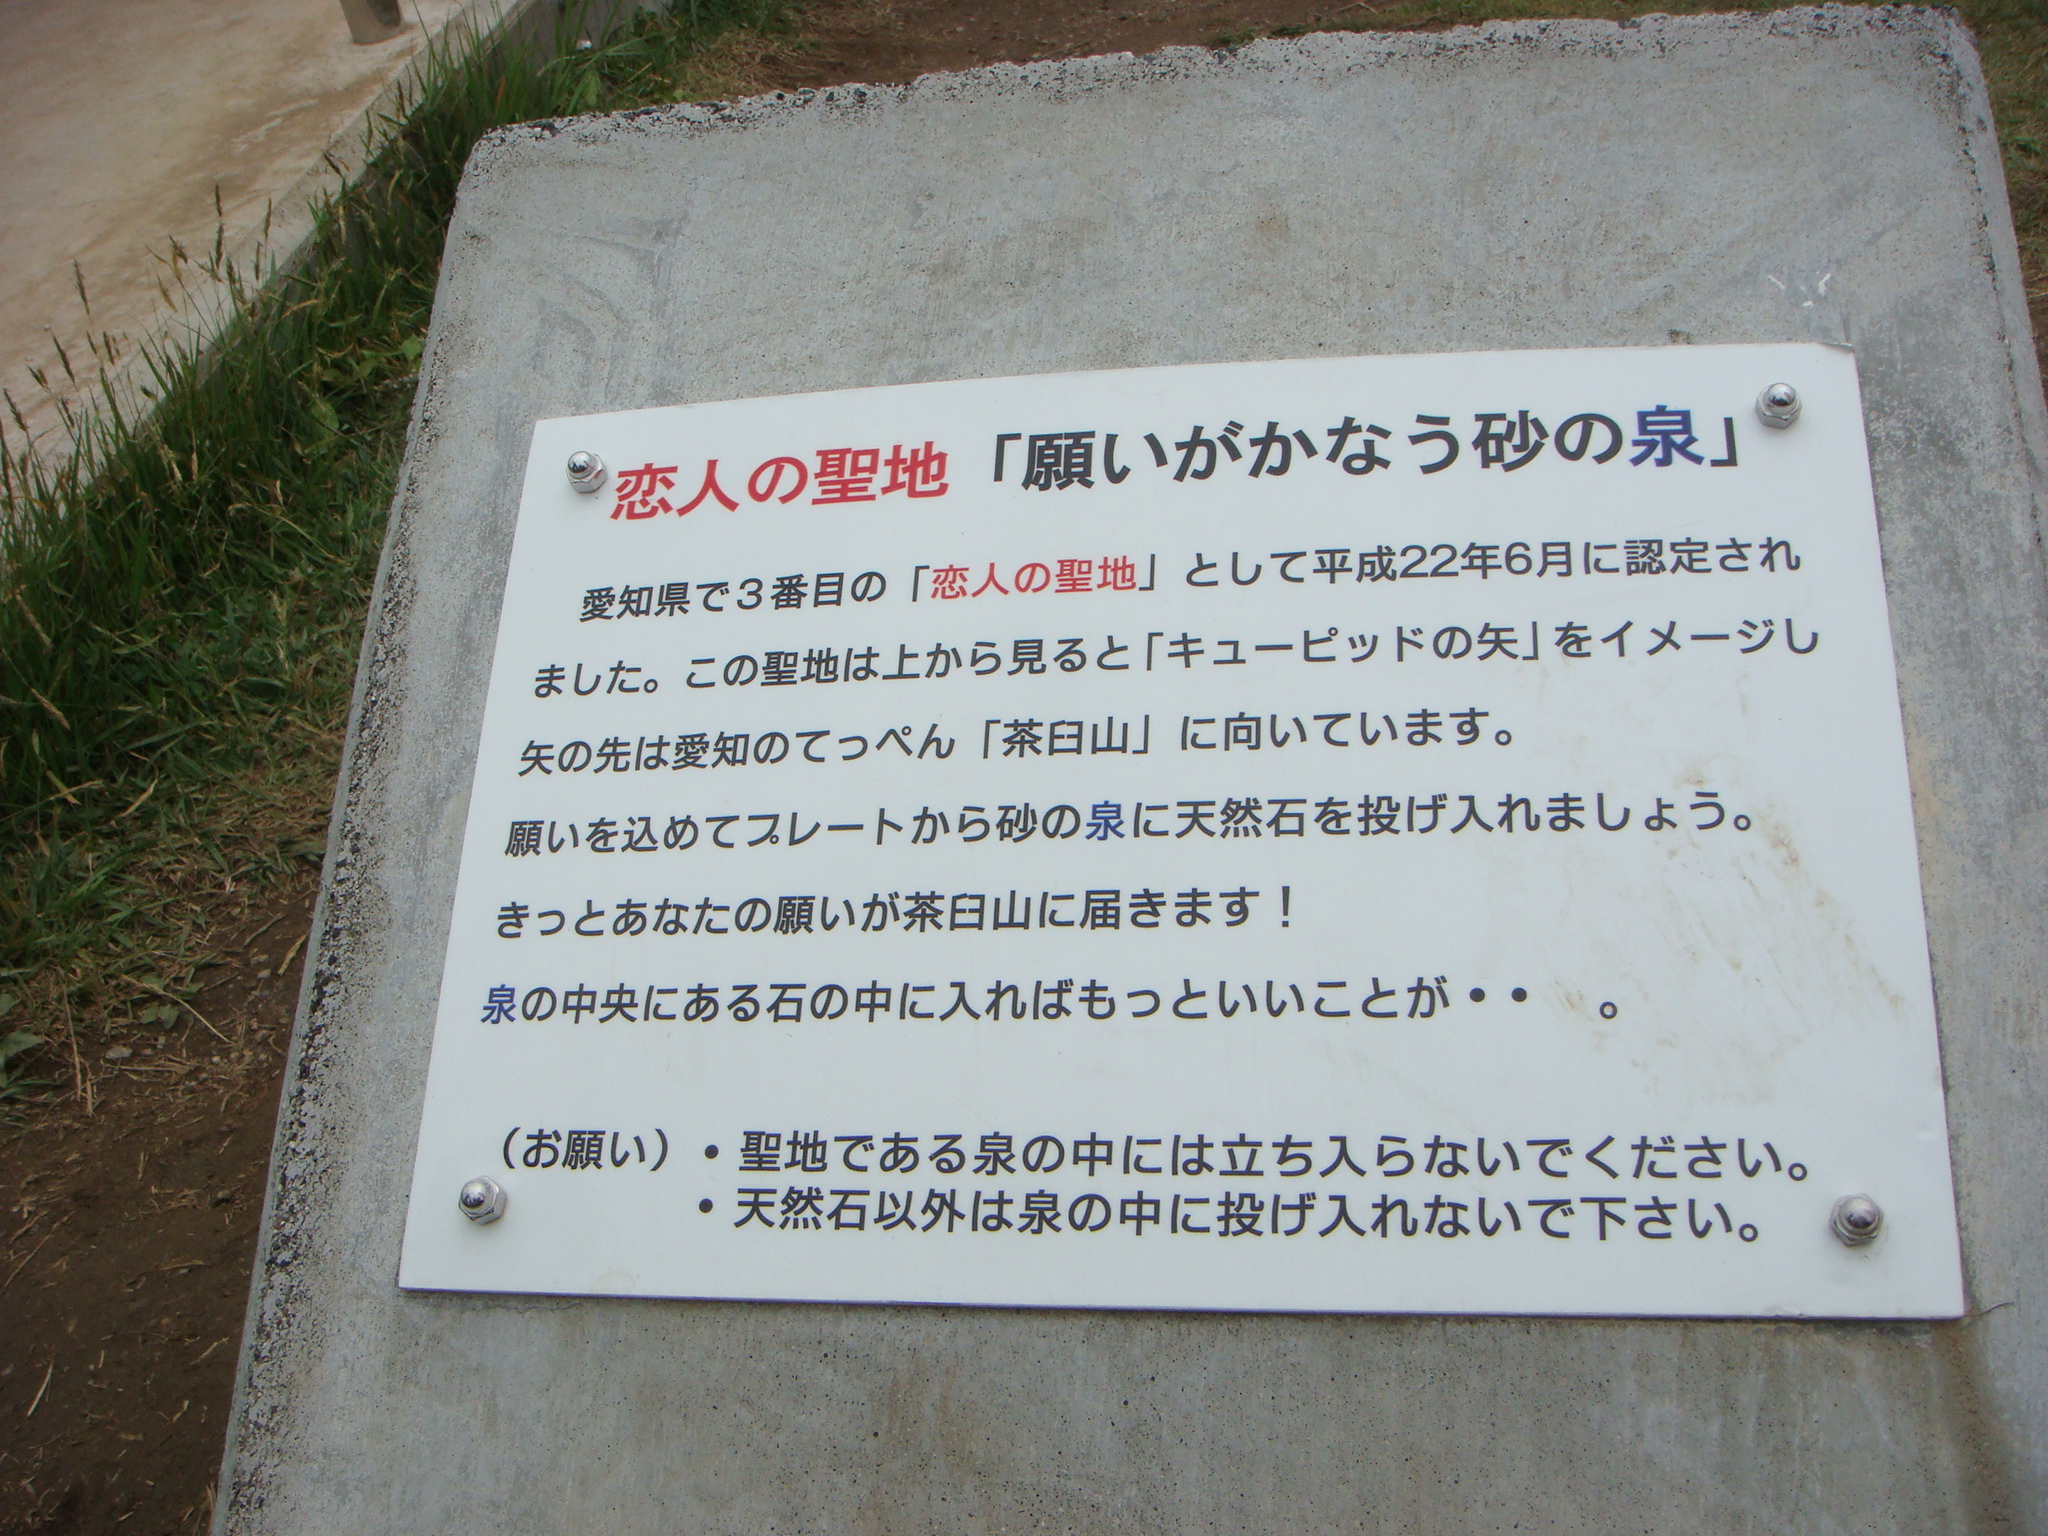 恋人の聖地「願いがかなう砂の泉」
愛知県で３番目の「恋人の聖地」として平成22年6月に認定され
ました。この聖地は上から見ると「キューピッドの矢」をイメージし
矢の先は愛知のてっぺん「茶臼山」に向いています。
願いを込めてプレートから砂の泉に天然石を投げ入れましょう。
きっとあなたの願いが茶臼山に届きます！
泉の中央にある石の中に入ればもっといいことが・・　。
（お願い）・聖地である泉の中には立ち入らないでください。
・天然石以外は泉の中に投げ入れないで下さい。